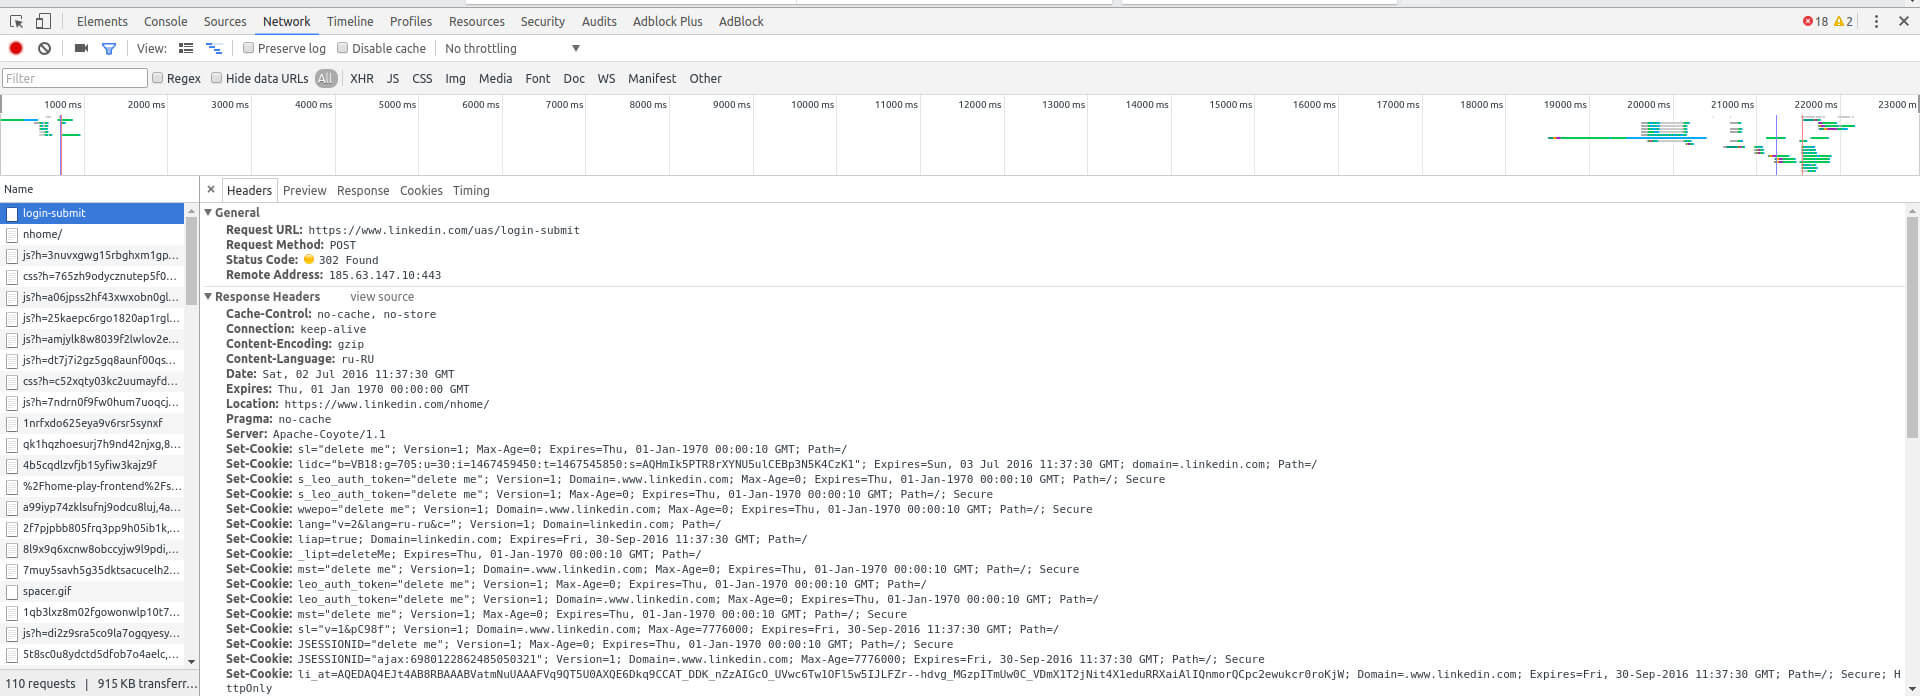 Elements Console Sources Network Timeline Profiles Resources Security Audits Adblock Plus AdBlock 18 2
View: Preserve log Disable cache No throttling
Filter Regex Hide data URLs All XHR JS CSS Img Media Font Doc WS Manifest Other
1000 ms 2000 ms 3000 ms 4000 ms 5000 ms 6000 ms 7000 ms 8000 ms 9000 ms 10000 ms 11000 ms 12000 ms 13000 ms 14000 ms 15000 ms 16000 ms 17000 ms 18000 ms 19000 ms 20000 ms 21000 ms 22000 ms 23000 m
Name
login-submit
nhome/
js?h=3nuvxgwg15rbghxm1gp...
css?h=765zh9odycznutep5f0...
js?h=a06jpss2hf43xwxobn0gl...
js?h=25kaepc6rgo1820ap1rgl...
js?h=amjylk8w8039f2lwlov2e...
js?h=dt7j7i2gz5gq8aunf00qs...
css?h=c52xqty03kc2uumayfd...
js?h=7ndrn0f9fw0hum7uoqcj...
1nrfxdo625eya9v6rsr5synxf
qk1hqzhoesurj7h9nd42njxg,8...
4b5cqdlzvfjb15yfiw3kajz9f
%2Fhome-play-frontend%2Fs...
a99iyp74zklsufnj9odcu8luj,4a...
2f7pjpbb805frq3pp9h05ib1k,...
8l9x9q6xcnw8obccyjw9l9pdi,...
7muy5savh5g35dktsacucelh2...
spacer.gif
1qb3lxz8m02fgowonwlp10t7...
js?h=di2z9sra5co9la7ogqyesy...
5t8sc0u8ydctd5dfob7o4aelc,...
110 requests | 915 KB transferr...
× Headers Preview Response Cookies Timing
General
Request URL: https://www.linkedin.com/uas/login-submit
Request Method: POST
Status Code: 302 Found
Remote Address: 185.63.147.10:443
Response Headers view source
Cache-Control: no-cache, no-store
Connection: keep-alive
Content-Encoding: gzip
Content-Language: ru-RU
Date: Sat, 02 Jul 2016 11:37:30 GMT
Expires: Thu, 01 Jan 1970 00:00:00 GMT
Location: https://www.linkedin.com/nhome/
Pragma: no-cache
Server: Apache-Coyote/1.1
Set-Cookie: sl="delete me"; Version=1; Max-Age=0; Expires=Thu, 01-Jan-1970 00:00:10 GMT; Path=/
Set-Cookie: lidc="b=VB18:g=705:u=30:i=1467459450:t=1467545850:s=AQHmIk5PTR8rXYNU5ulCEBp3N5K4CzK1"; Expires=Sun, 03 Jul 2016 11:37:30 GMT; domain=.linkedin.com; Path=/
Set-Cookie: s_leo_auth_token="delete me"; Version=1; Domain=.www.linkedin.com; Max-Age=0; Expires=Thu, 01-Jan-1970 00:00:10 GMT; Path=/; Secure
Set-Cookie: s_leo_auth_token="delete me"; Version=1; Max-Age=0; Expires=Thu, 01-Jan-1970 00:00:10 GMT; Path=/; Secure
Set-Cookie: wwepo="delete me"; Version=1; Domain=.www.linkedin.com; Max-Age=0; Expires=Thu, 01-Jan-1970 00:00:10 GMT; Path=/; Secure
Set-Cookie: lang="v=2&lang=ru-ru&c="; Version=1; Domain=linkedin.com; Path=/
Set-Cookie: liap=true; Domain=linkedin.com; Expires=Fri, 30-Sep-2016 11:37:30 GMT; Path=/
Set-Cookie: _lipt=deleteMe; Expires=Thu, 01-Jan-1970 00:00:10 GMT; Path=/
Set-Cookie: mst="delete me"; Version=1; Domain=.www.linkedin.com; Max-Age=0; Expires=Thu, 01-Jan-1970 00:00:10 GMT; Path=/; Secure
Set-Cookie: leo_auth_token="delete me"; Version=1; Max-Age=0; Expires=Thu, 01-Jan-1970 00:00:10 GMT; Path=/
Set-Cookie: leo_auth_token="delete me"; Version=1; Domain=.www.linkedin.com; Max-Age=0; Expires=Thu, 01-Jan-1970 00:00:10 GMT; Path=/
Set-Cookie: mst="delete me"; Version=1; Max-Age=0; Expires=Thu, 01-Jan-1970 00:00:10 GMT; Path=/; Secure
Set-Cookie: sl="v=1&pC98f"; Version=1; Domain=.www.linkedin.com; Max-Age=7776000; Expires=Fri, 30-Sep-2016 11:37:30 GMT; Path=/
Set-Cookie: JSESSIONID="delete me"; Version=1; Max-Age=0; Expires=Thu, 01-Jan-1970 00:00:10 GMT; Path=/; Secure
Set-Cookie: JSESSIONID="ajax:6980122862485050321"; Version=1; Domain=.www.linkedin.com; Max-Age=7776000; Expires=Fri, 30-Sep-2016 11:37:30 GMT; Path=/; Secure
Set-Cookie: li_at=AQEDAQ4EJt4AB8RBAAABVatmNuUAAAFVq9QT5U0AXQE6Dkq9CCAT_DDK_nZzAIGcO_UVwc6Tw1OFl5w5IJLFZr--hdvg_MGzpITmUw0C_VDmX1T2jNit4X1eduRRXaiAlIQnmorQCpc2ewukcr0roKjW; Domain=.www.linkedin.com; Expires=Fri, 30-Sep-2016 11:37:30 GMT; Path=/; Secure; H
ttpOnly